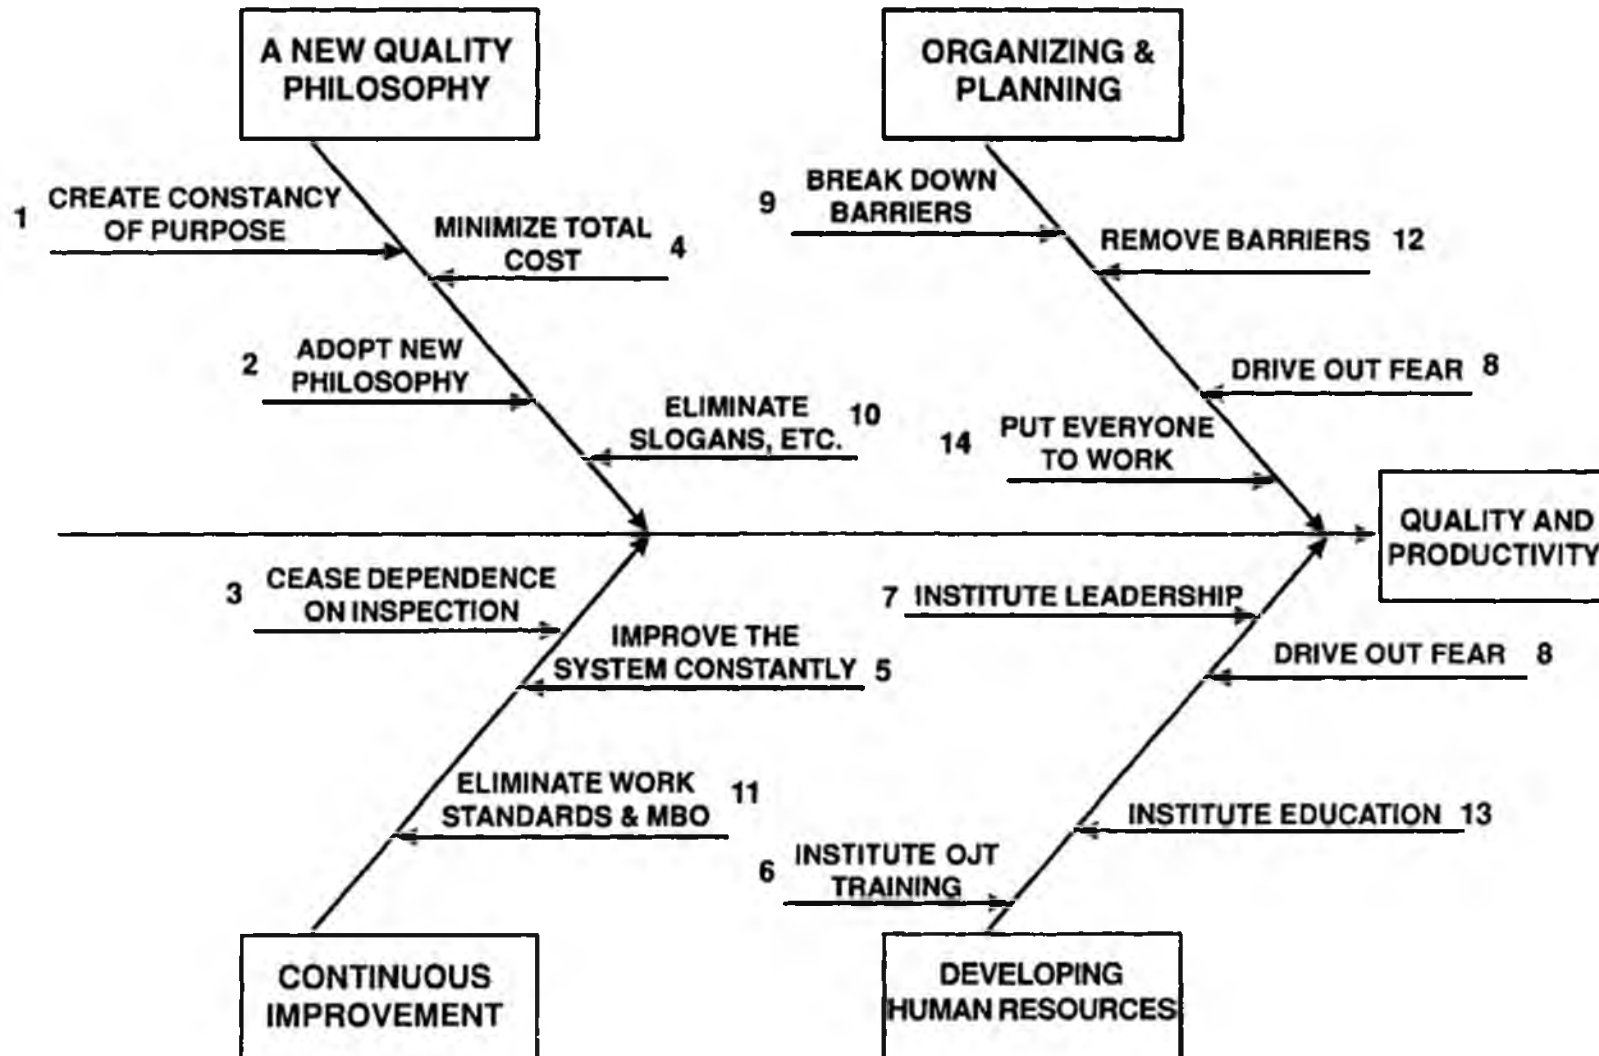 A NEW QUALITY
PHILOSOPHY
ORGANIZING &
PLANNING
1
CREATE CONSTANCY
OF PURPOSE
MINIMIZE TOTAL
COST
4
2
ADOPT NEW
PHILOSOPHY
ELIMINATE
SLOGANS, ETC.
10
9
BREAK DOWN
BARRIERS
REMOVE BARRIERS 12
DRIVE OUT FEAR 8
14
PUT EVERYONE
TO WORK
QUALITY AND
PRODUCTIVITY
3
CEASE DEPENDENCE
ON INSPECTION
IMPROVE THE
SYSTEM CONSTANTLY 5
ELIMINATE WORK
STANDARDS & MBO
11
7 INSTITUTE LEADERSHIP
DRIVE OUT FEAR 8
INSTITUTE EDUCATION 13
6
INSTITUTE OJT
TRAINING
CONTINUOUS
IMPROVEMENT
DEVELOPING
HUMAN RESOURCES